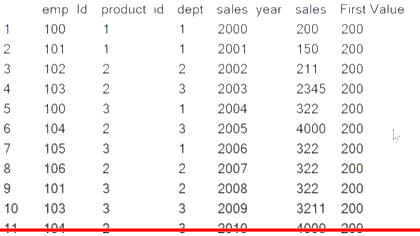 emp Id product id dept sales year sales First Value
1 100 1 1 2000 200 200
2 101 1 1 2001 150 200
3 102 2 2 2002 211 200
4 103 2 3 2003 2345 200
5 100 3 1 2004 322 200
6 104 2 3 2005 4000 200
7 105 3 1 2006 322 200
8 106 2 2 2007 322 200
9 101 3 2 2008 322 200
10 103 3 3 2009 3211 200
11 104 2 3 2010 4000 200